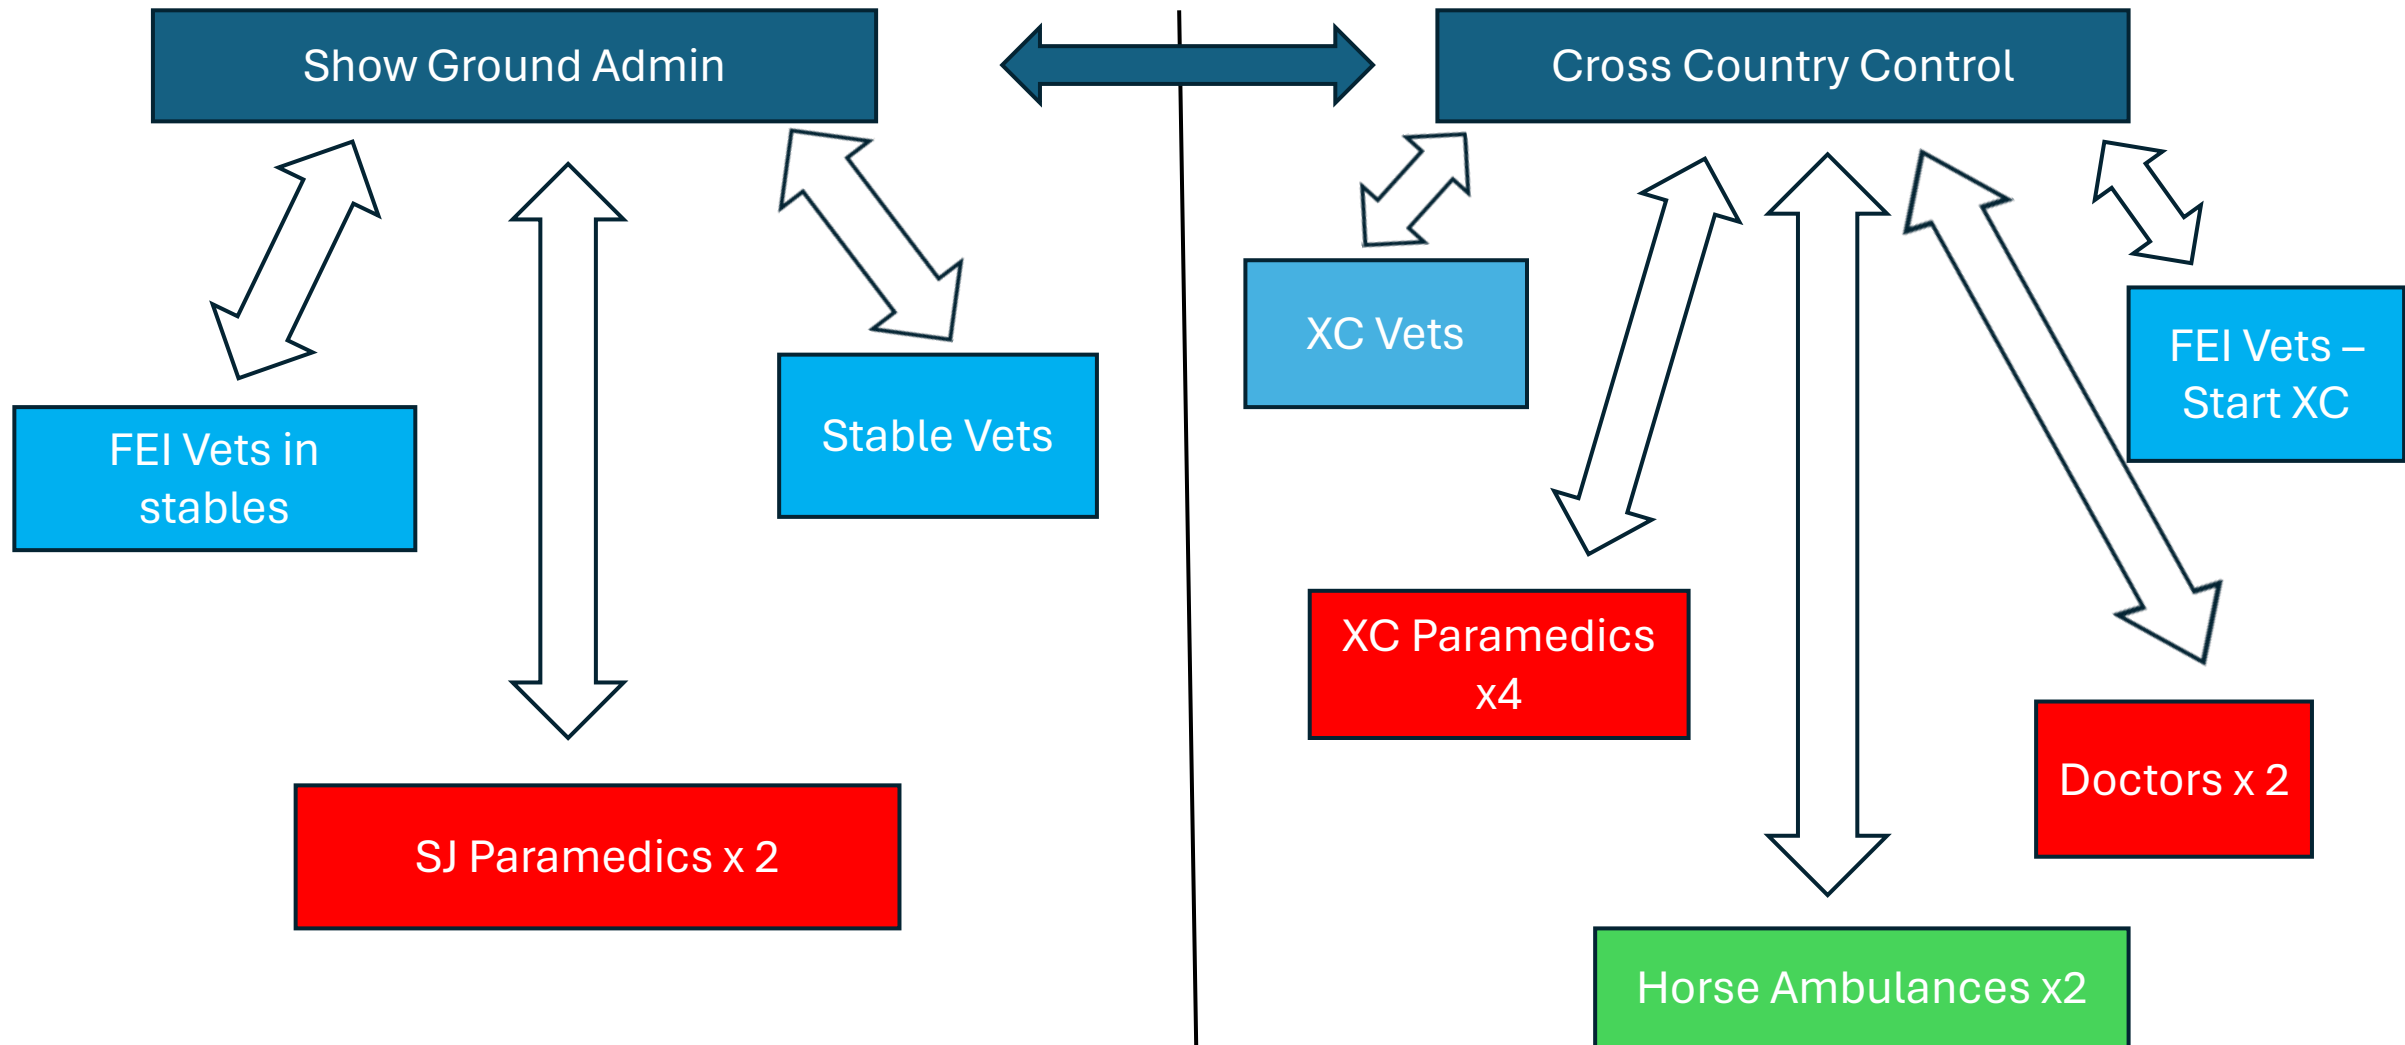 Show Ground Admin
Cross Country Control
FEI Vets in
stables
Stable Vets
SJ Paramedics x 2
XC Vets
FEI Vets –
Start XC
XC Paramedics
x4
Doctors x 2
Horse Ambulances x2